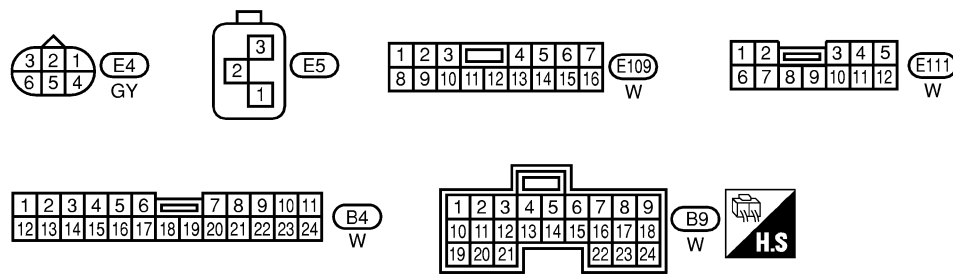 3 2 1
6 5 4
E4
GY
3
2
1
E5
1 2 3 4 5 6 7
8 9 10 11 12 13 14 15 16
E109
W
1 2 3 4 5
6 7 8 9 10 11 12
E111
W
1 2 3 4 5 6 7 8 9 10 11
12 13 14 15 16 17 18 19 20 21 22 23 24
B4
W
1 2 3 4 5 6 7 8 9
10 11 12 13 14 15 16 17 18
19 20 21 22 23 24
B9
W
H.S